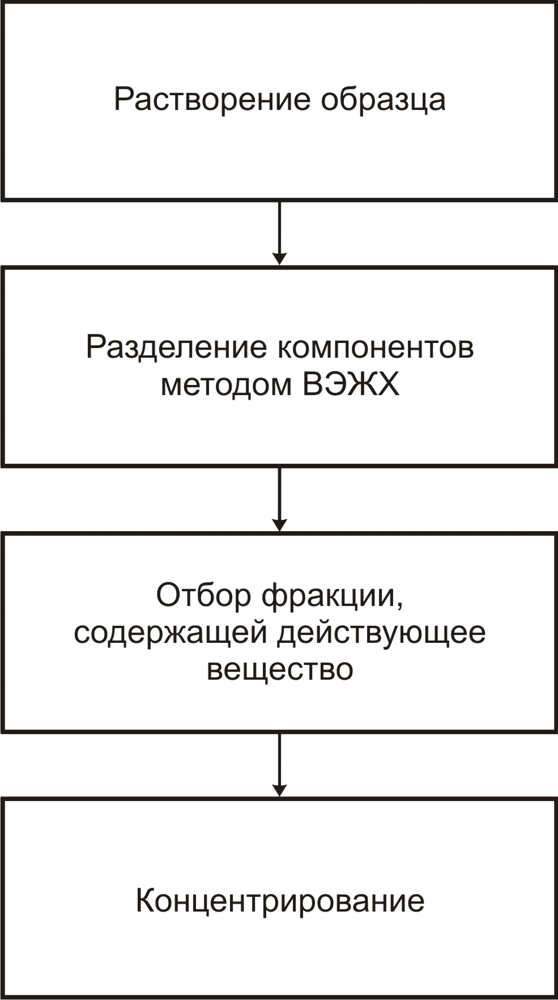 Растворение образца
Разделение компонентов
методом ВЭЖХ
Отбор фракции,
содержащей действующее
вещество
Концентрирование